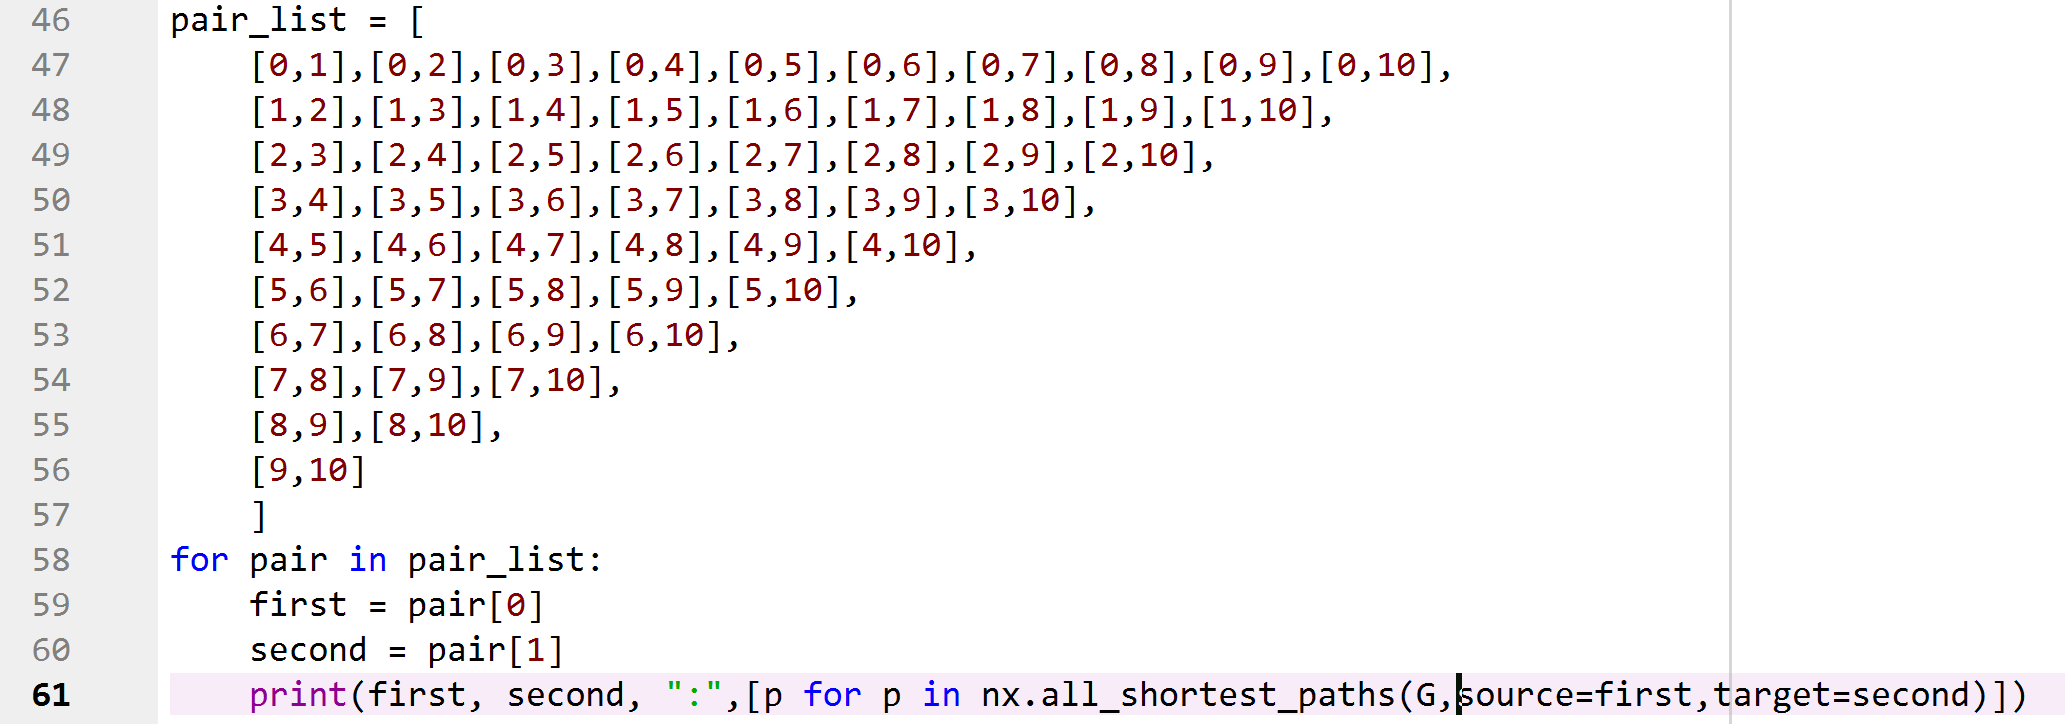 46 pair_list = [
47 [0,1],[0,2],[0,3],[0,4],[0,5],[0,6],[0,7],[0,8],[0,9],[0,10],
48 [1,2],[1,3],[1,4],[1,5],[1,6],[1,7],[1,8],[1,9],[1,10],
49 [2,3],[2,4],[2,5],[2,6],[2,7],[2,8],[2,9],[2,10],
50 [3,4],[3,5],[3,6],[3,7],[3,8],[3,9],[3,10],
51 [4,5],[4,6],[4,7],[4,8],[4,9],[4,10],
52 [5,6],[5,7],[5,8],[5,9],[5,10],
53 [6,7],[6,8],[6,9],[6,10],
54 [7,8],[7,9],[7,10],
55 [8,9],[8,10],
56 [9,10]
57 ]
58 for pair in pair_list:
59 first = pair[0]
60 second = pair[1]
61 print(first, second, ":",[p for p in nx.all_shortest_paths(G,source=first,target=second)])